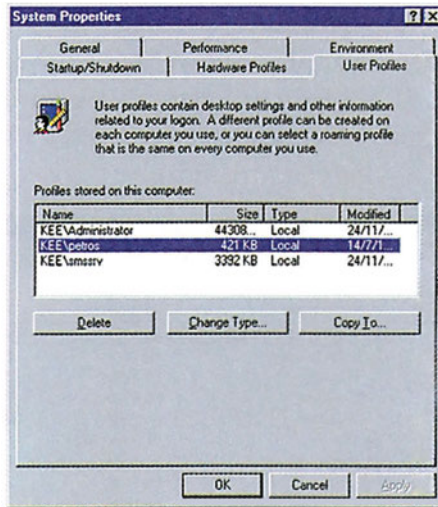 System Properties
General Performance Environment
Startup/Shutdown Hardware Profiles User Profiles
User profiles contain desktop settings and other information
related to your logon. A different profile can be created on
each computer you use, or you can select a roaming profile
that is the same on every computer you use.
Profiles stored on this computer:
Name Size Type Modified
KEE\Administrator 44308... Local 24/11/...
KEE\petros 421 KB Local 14/7/1...
KEE\smssrv 3392 KB Local 24/11/...
Delete Change Type... Copy To...
OK Cancel Apply